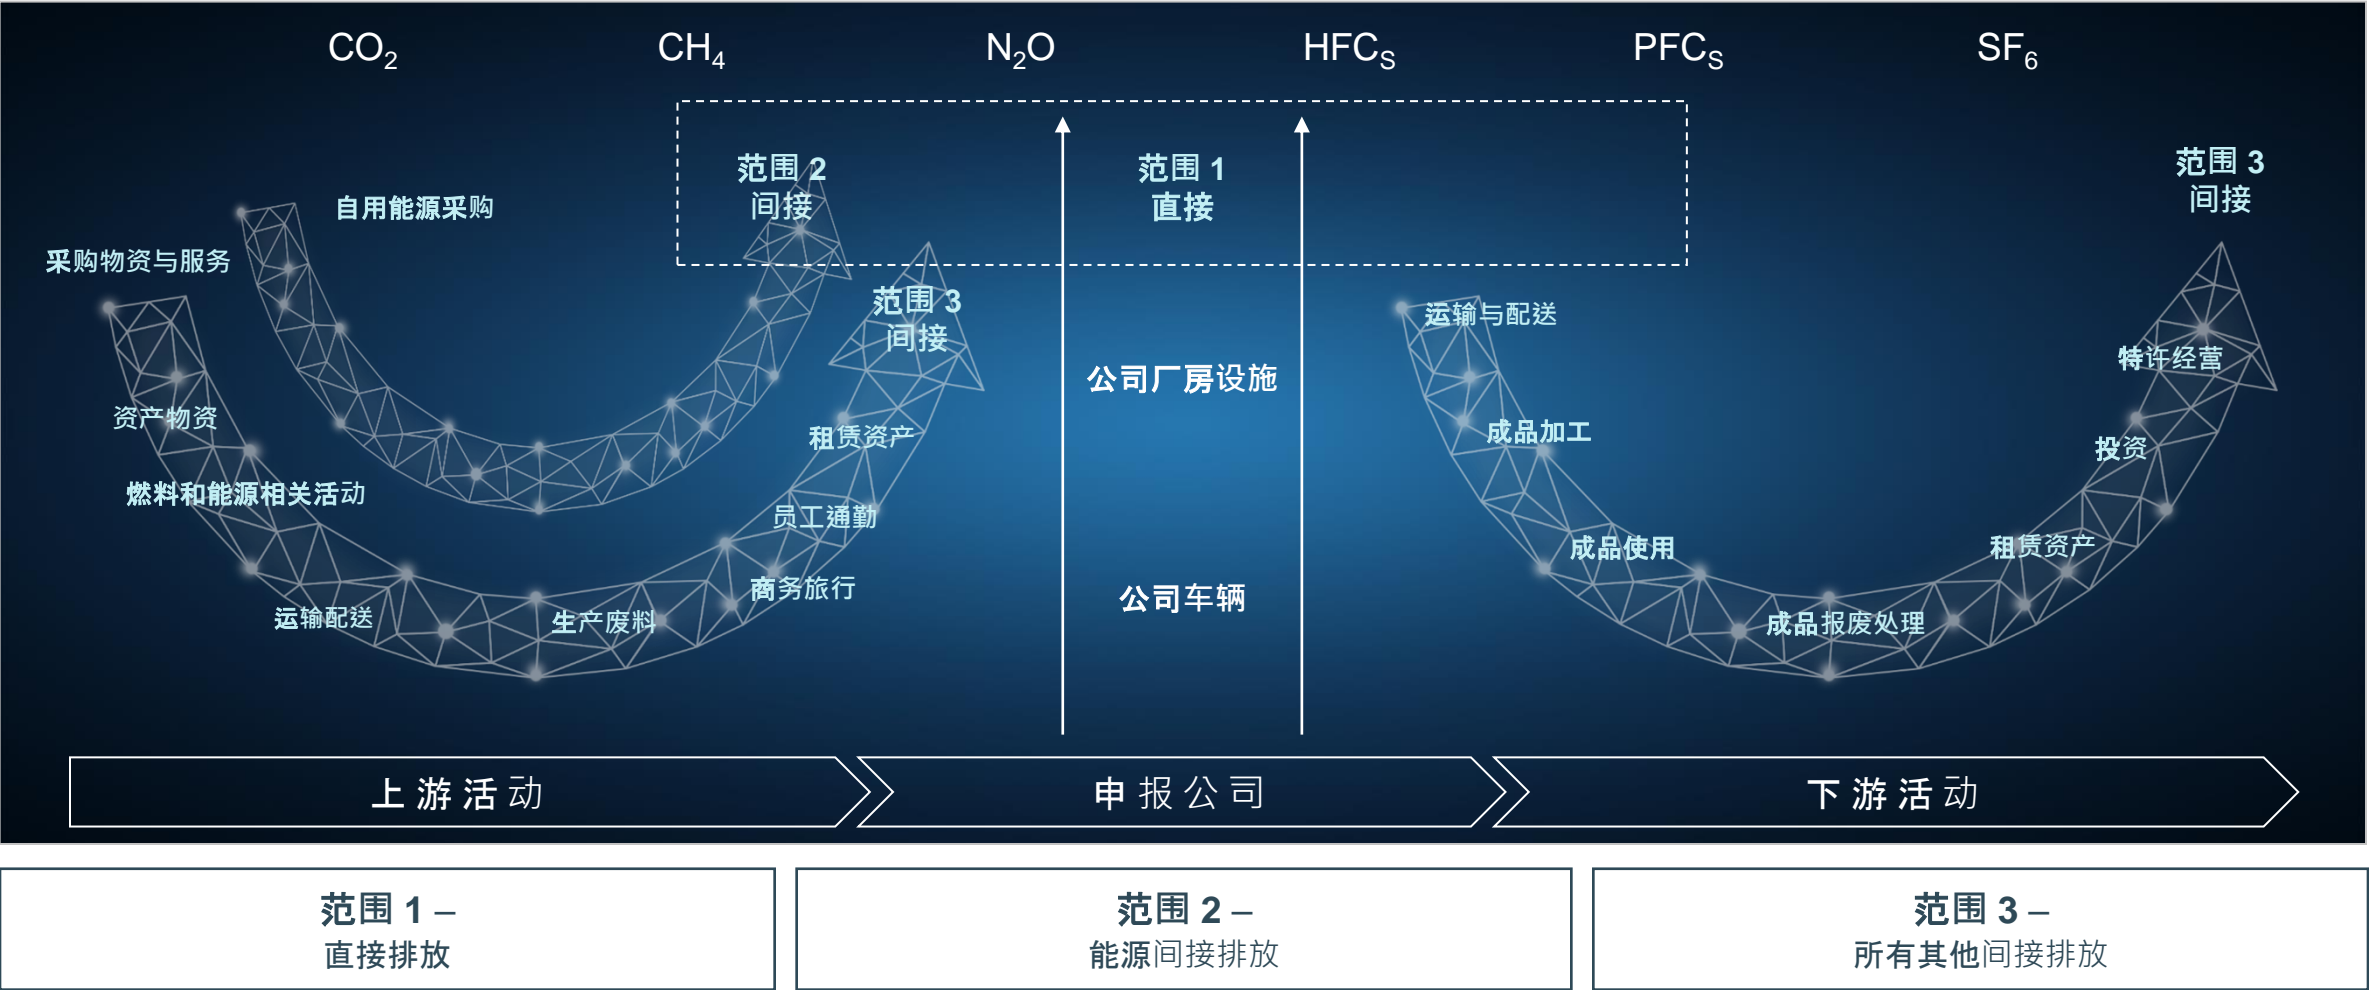 CO₂ CH₄ N₂O HFCs PFCs SF₆
范围 2
间接
范围 1
直接
范围 3
间接
自用能源采购
采购物资与服务
范围 3
间接
资产物资
燃料和能源相关活动
运输配送
生产废料
商务旅行
员工通勤
租赁资产
公司厂房设施
公司车辆
运输与配送
成品加工
成品使用
成品报废处理
租赁资产
投资
特许经营
上游活动
申报公司
下游活动
范围 1 –
直接排放
范围 2 –
能源间接排放
范围 3 –
所有其他间接排放